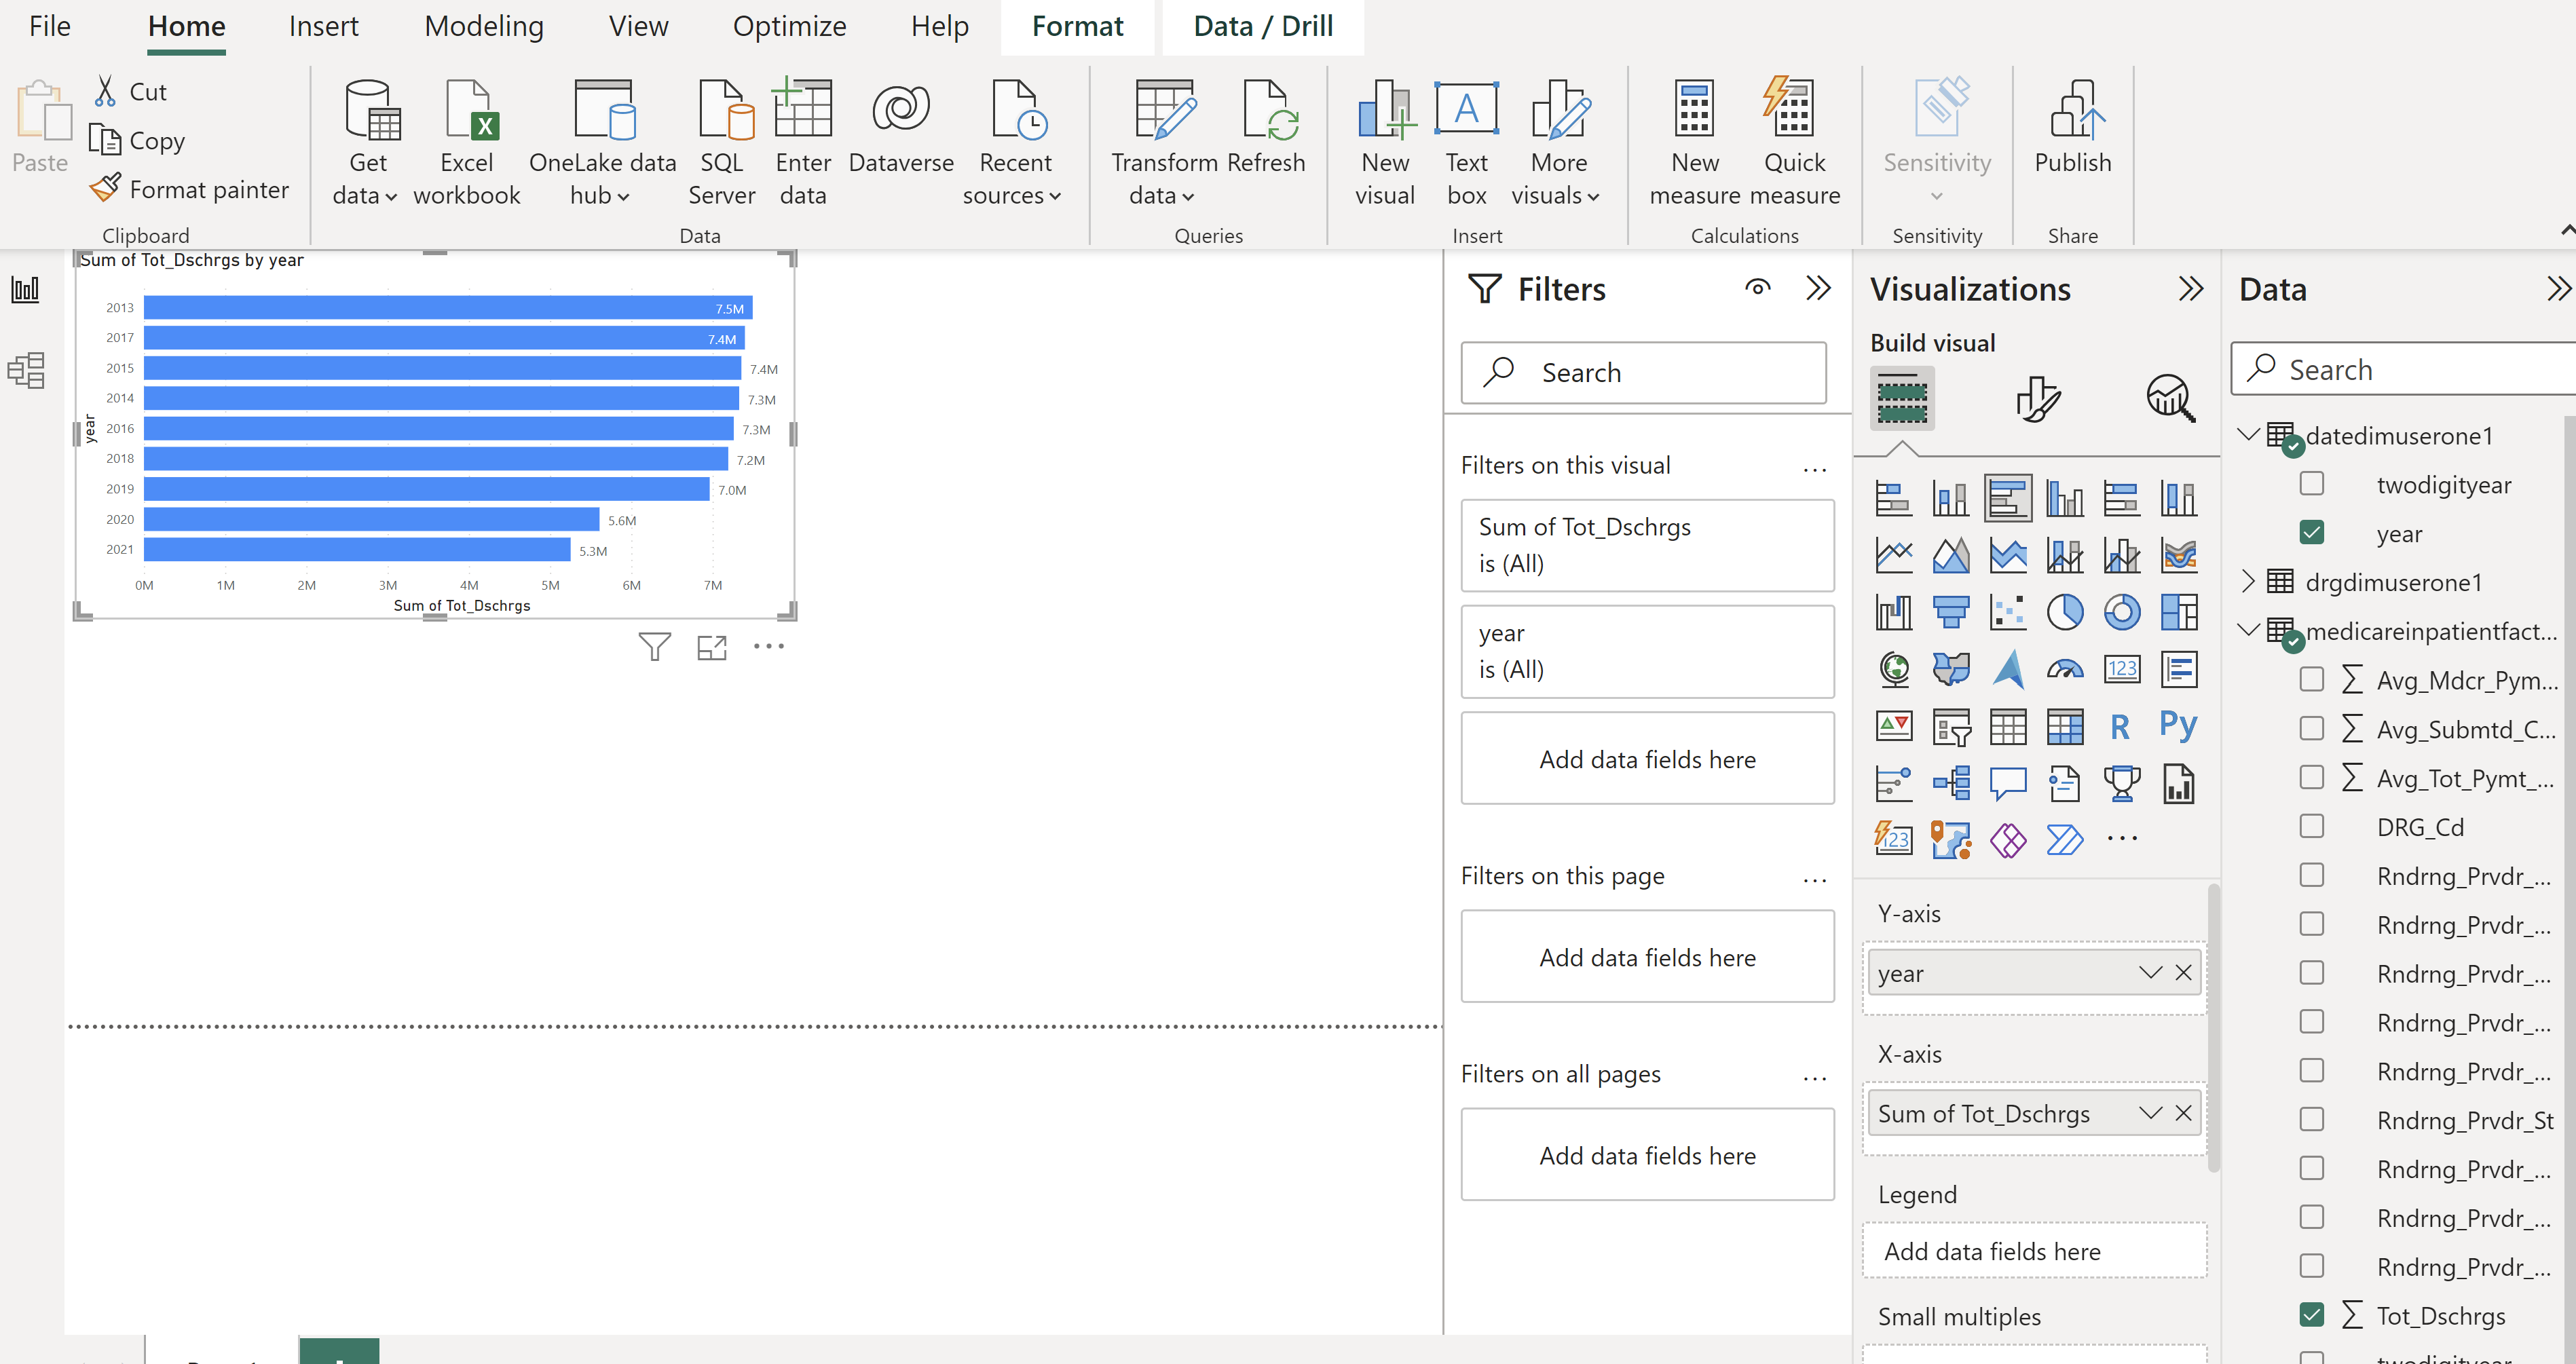 File Home Insert Modeling View Optimize Help Format Data / Drill
Paste
Cut
Copy
Format painter
Clipboard
Get data
Excel workbook
OneLake data hub
SQL Server
Enter data
Dataverse
Recent sources
Data
Transform data
Refresh
Queries
New visual
Text box
More visuals
Insert
New measure
Quick measure
Calculations
Sensitivity
Sensitivity
Publish
Share
Sum of Tot_Dschrgs by year
year
2013 7.5M
2017 7.4M
2015 7.4M
2014 7.3M
2016 7.3M
2018 7.2M
2019 7.0M
2020 5.6M
2021 5.3M
0M 1M 2M 3M 4M 5M 6M 7M
Sum of Tot_Dschrgs
Filters
Search
Filters on this visual ...
Sum of Tot_Dschrgs
is (All)
year
is (All)
Add data fields here
Filters on this page ...
Add data fields here
Filters on all pages ...
Add data fields here
Visualizations
Build visual
123
R Py
123
...
Y-axis
year
X-axis
Sum of Tot_Dschrgs
Legend
Add data fields here
Small multiples
Data
Search
datedimuserone1
twodigityear
year
drgdimuserone1
medicareinpatientfact...
Avg_Mdcr_Pym...
Avg_Submtd_C...
Avg_Tot_Pymt_...
DRG_Cd
Rndrng_Prvdr_...
Rndrng_Prvdr_...
Rndrng_Prvdr_...
Rndrng_Prvdr_...
Rndrng_Prvdr_...
Rndrng_Prvdr_St
Rndrng_Prvdr_...
Rndrng_Prvdr_...
Rndrng_Prvdr_...
Tot_Dschrgs